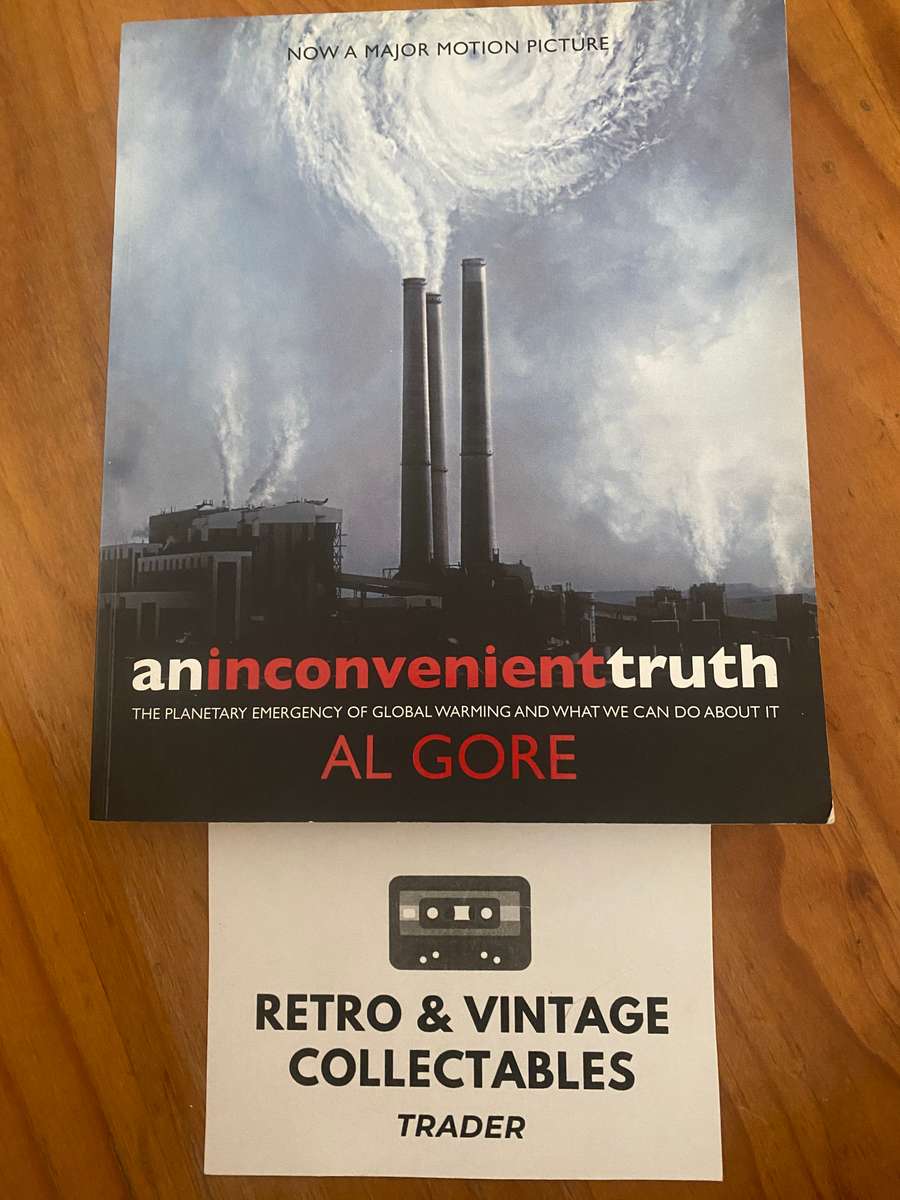 NOW A MAJOR MOTION PICTURE
aninconvenienttruth
THE PLANETARY EMERGENCY OF GLOBAL WARMING AND WHAT WE CAN DO ABOUT IT
AL GORE
RETRO & VINTAGE
COLLECTABLES
TRADER